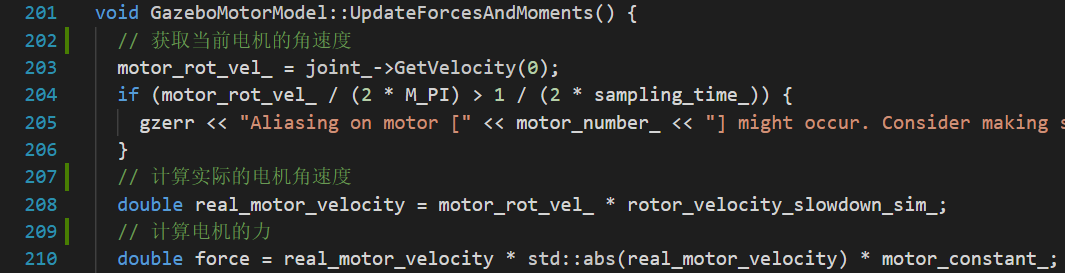 201 void GazeboMotorModel::UpdateForcesAndMoments() {
202 // 获取当前电机的角速度
203 motor_rot_vel_ = joint_->GetVelocity(0);
204 if (motor_rot_vel_ / (2 * M_PI) > 1 / (2 * sampling_time_)) {
205 gzerr << "Aliasing on motor [" << motor_number_ << "] might occur. Consider making s
206 }
207 // 计算实际的电机角速度
208 double real_motor_velocity = motor_rot_vel_ * rotor_velocity_slowdown_sim_;
209 // 计算电机的力
210 double force = real_motor_velocity * std::abs(real_motor_velocity) * motor_constant_;